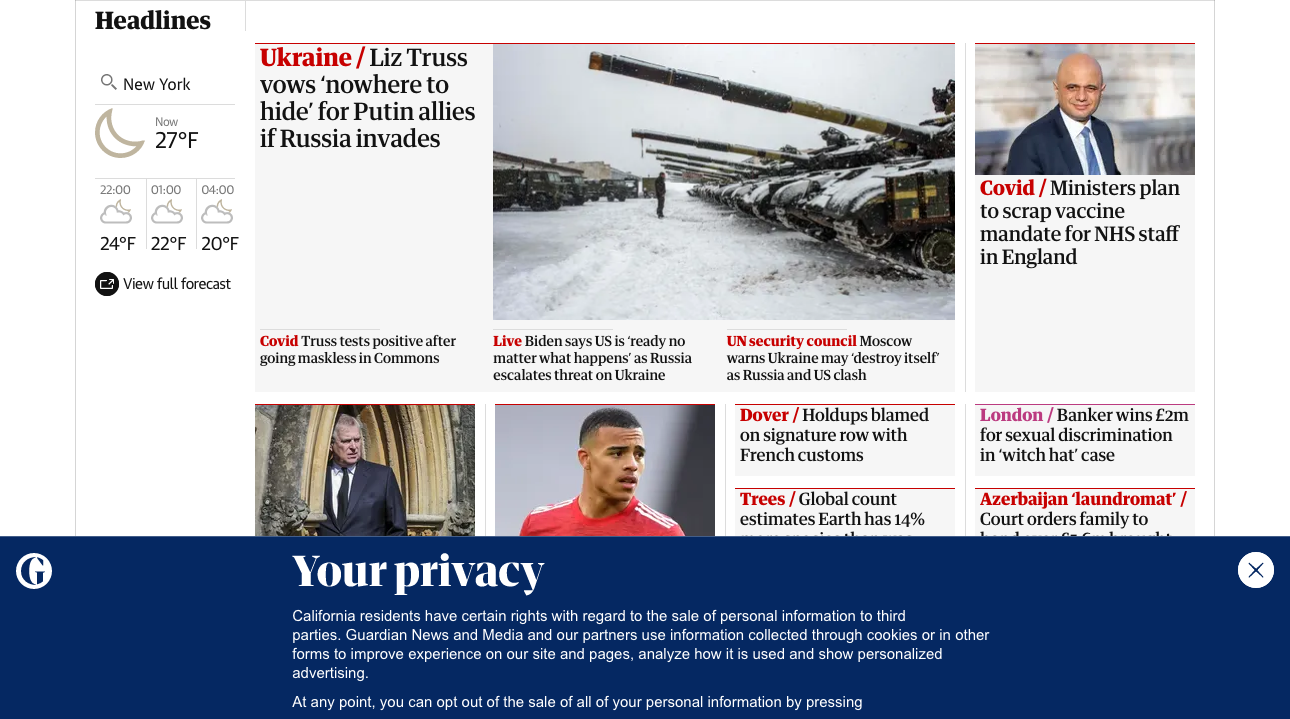 Headlines
New York
Now
27°F
22:00
01:00
04:00
24°F
22°F
20°F
View full forecast
Ukraine / Liz Truss
vows ‘nowhere to
hide’ for Putin allies
if Russia invades
Covid / Ministers plan
to scrap vaccine
mandate for NHS staff
in England
Covid Truss tests positive after
going maskless in Commons
Live Biden says US is ‘ready no
matter what happens’ as Russia
escalates threat on Ukraine
UN security council Moscow
warns Ukraine may ‘destroy itself’
as Russia and US clash
Dover / Holdups blamed
on signature row with
French customs
London / Banker wins £2m
for sexual discrimination
in ‘witch hat’ case
Trees / Global count
estimates Earth has 14%
Azerbaijan ‘laundromat’ /
Court orders family to
Your privacy
California residents have certain rights with regard to the sale of personal information to third
parties. Guardian News and Media and our partners use information collected through cookies or in other
forms to improve experience on our site and pages, analyze how it is used and show personalized
advertising.
At any point, you can opt out of the sale of all of your personal information by pressing